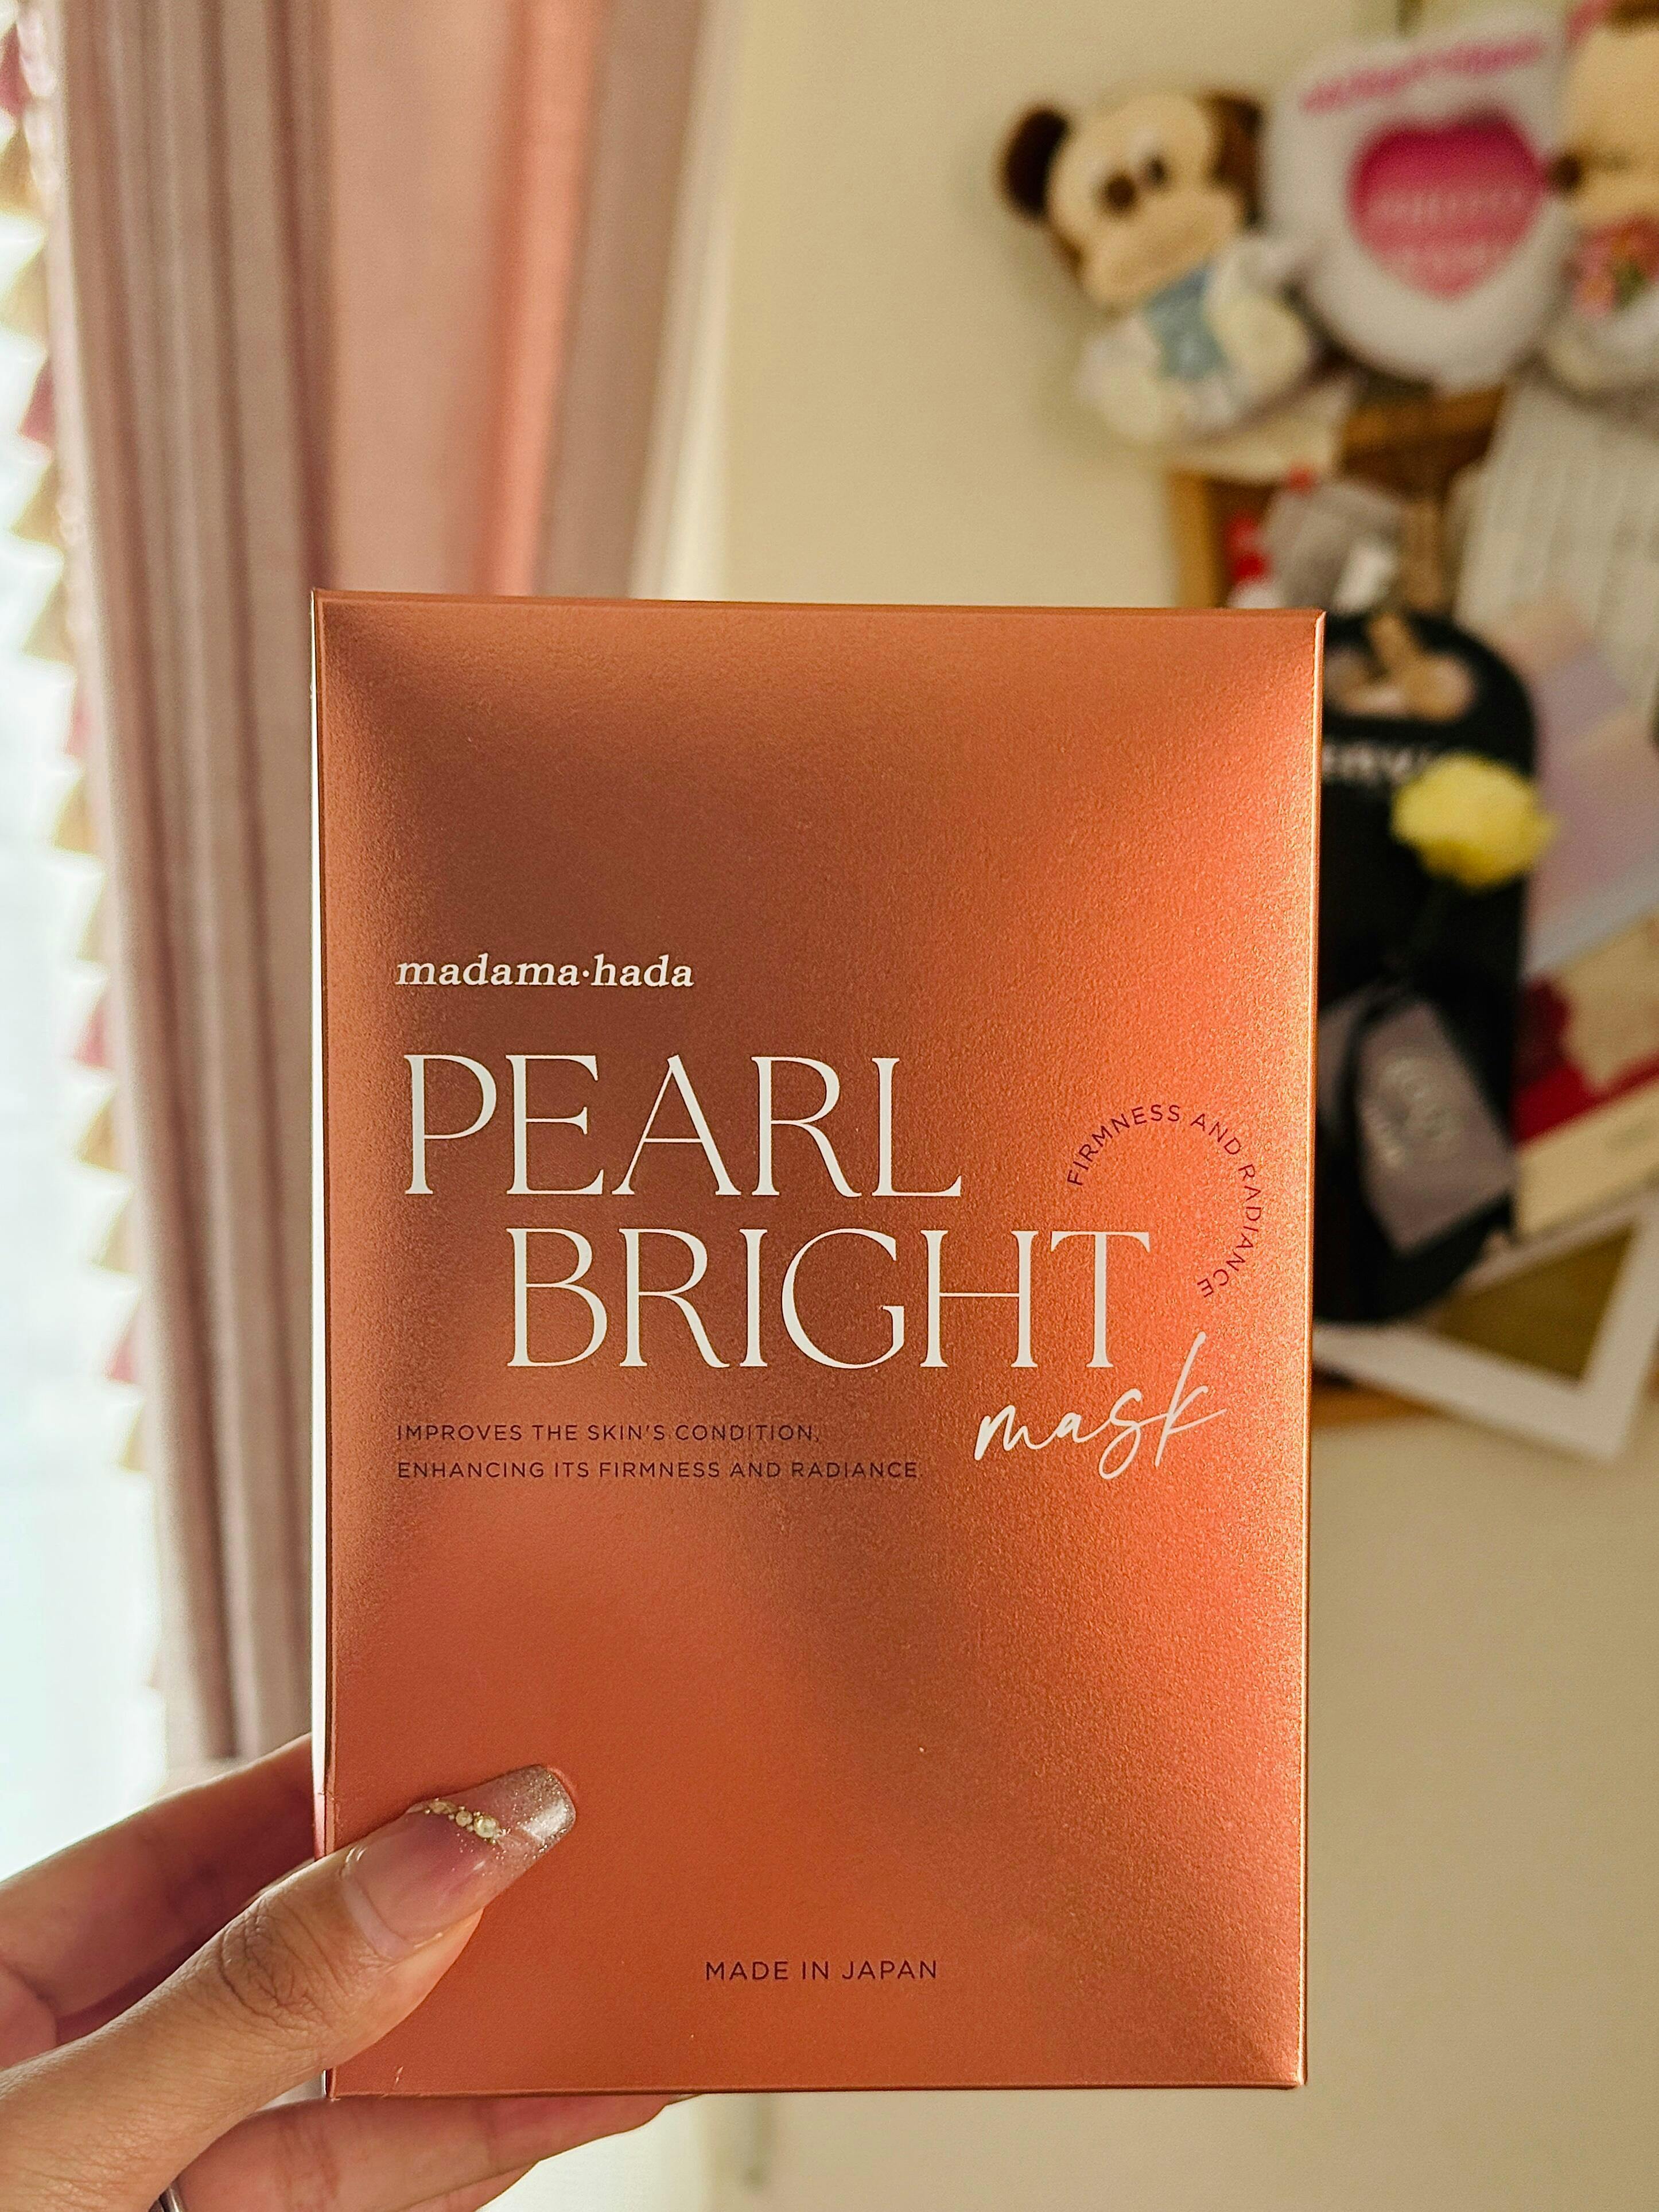 madama·hada
PEARL
BRIGHT
mask
FIRMNESS AND RADIANCE
IMPROVES THE SKIN'S CONDITION,
ENHANCING ITS FIRMNESS AND RADIANCE.
MADE IN JAPAN